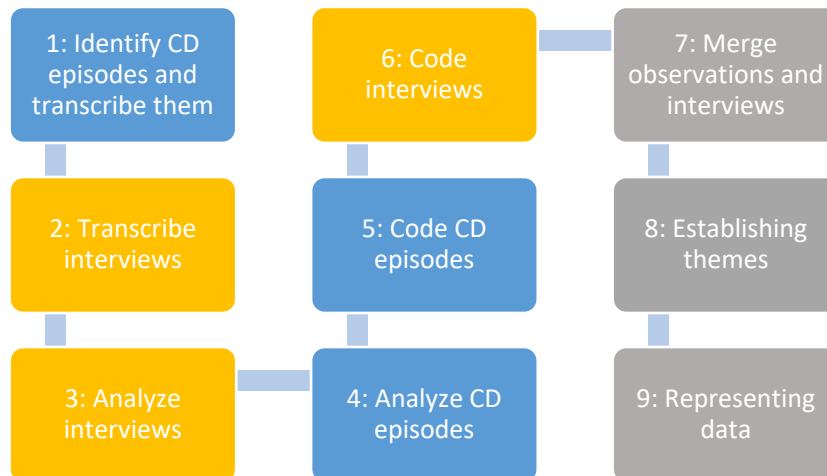 1: Identify CD
episodes and
transcribe them
2: Transcribe
interviews
3: Analyze
interviews
4: Analyze CD
episodes
5: Code CD
episodes
6: Code
interviews
7: Merge
observations and
interviews
8: Establishing
themes
9: Representing
data